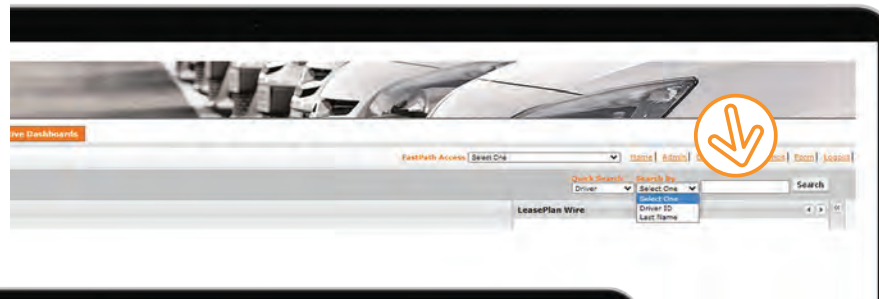 ive Dashboards
FastPath Access Select One Home| Admin| Form| Logout|
Quick Search Search By
Driver Select One Search
Select One
Driver ID
Last Name
LeasePlan Wire